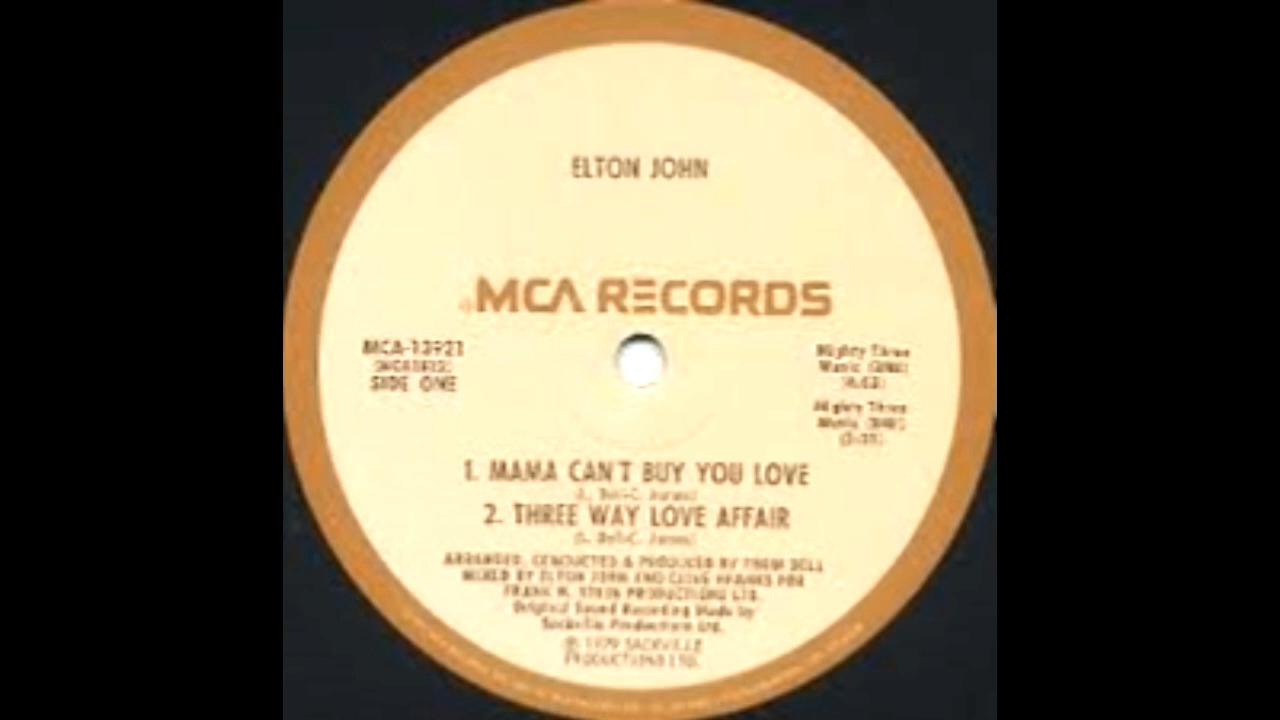 ELTON JOHN
MCA RECORDS
MCA-13921
SIDE ONE
Mighty Three
Music
Mighty Three
Music
1. MAMA CAN'T BUY YOU LOVE
2. THREE WAY LOVE AFFAIR
ARRANGED, CONDUCTED & PRODUCED BY THOM BELL
MIXED BY ELTON JOHN AND CLIVE FRANKS FOR
PRODUCTIONS LTD.
Original Sound Recording Made by
Sackville Productions Ltd.
℗ 1979 SACKVILLE
PRODUCTIONS LTD.